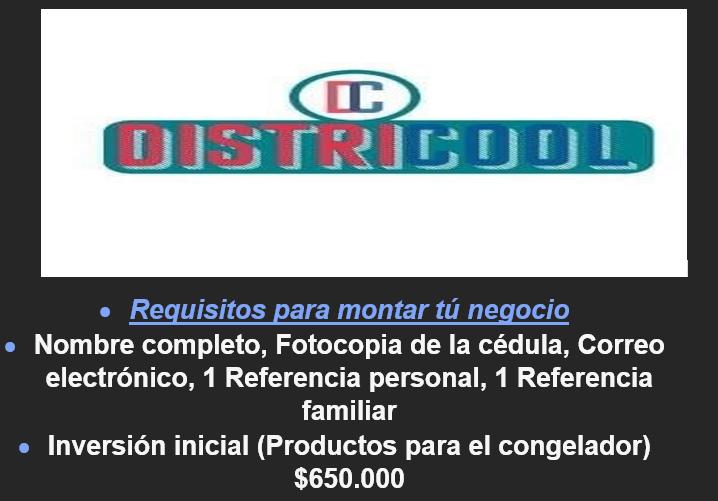 DC
DISTRICOOL
Requisitos para montar tú negocio
Nombre completo, Fotocopia de la cédula, Correo
electrónico, 1 Referencia personal, 1 Referencia
familiar
Inversión inicial (Productos para el congelador)
$650.000